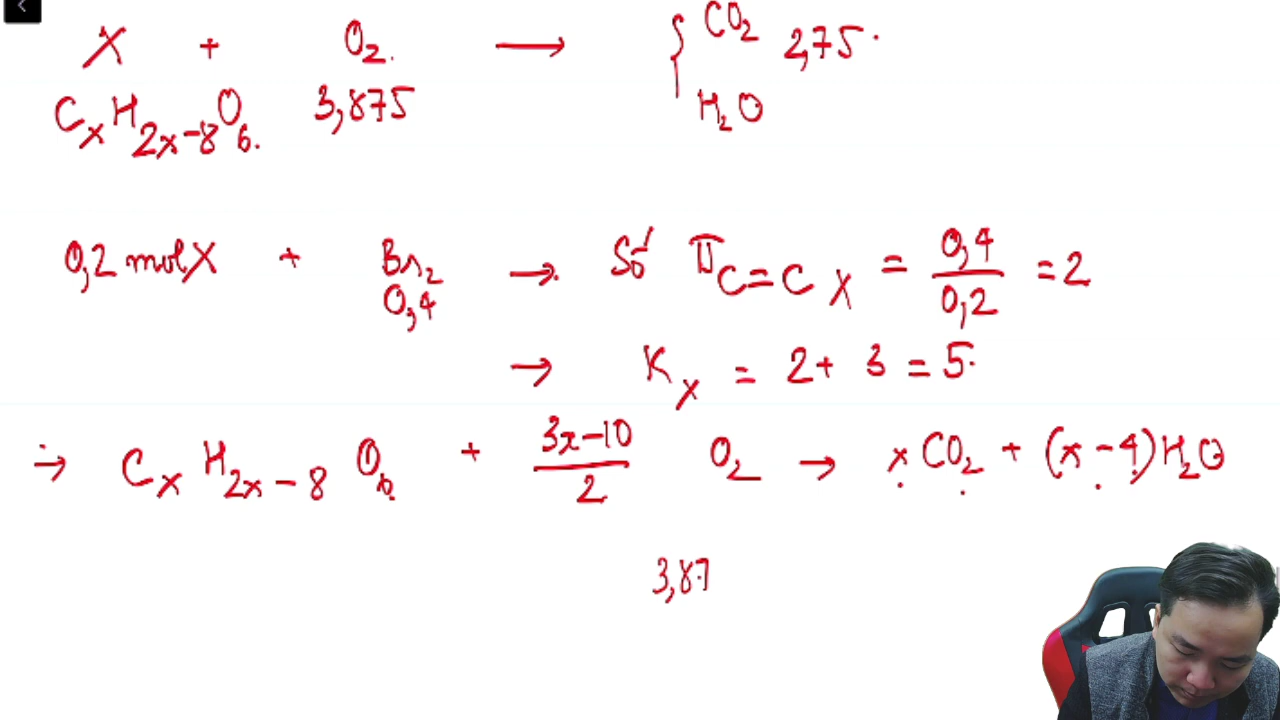 X + O₂ ⟶ { CO₂ 2,75.
CₓH₂ₓ₋₈O₆. 3,875 H₂O
0,2 mol X + Br₂ → Số π C=C X = 0,4/0,2 = 2
0,4
→ Kₓ = 2 + 3 = 5.
→ CₓH₂ₓ₋₈O₆ + (3x-10)/2 O₂ → xCO₂ + (x-4)H₂O
3,87